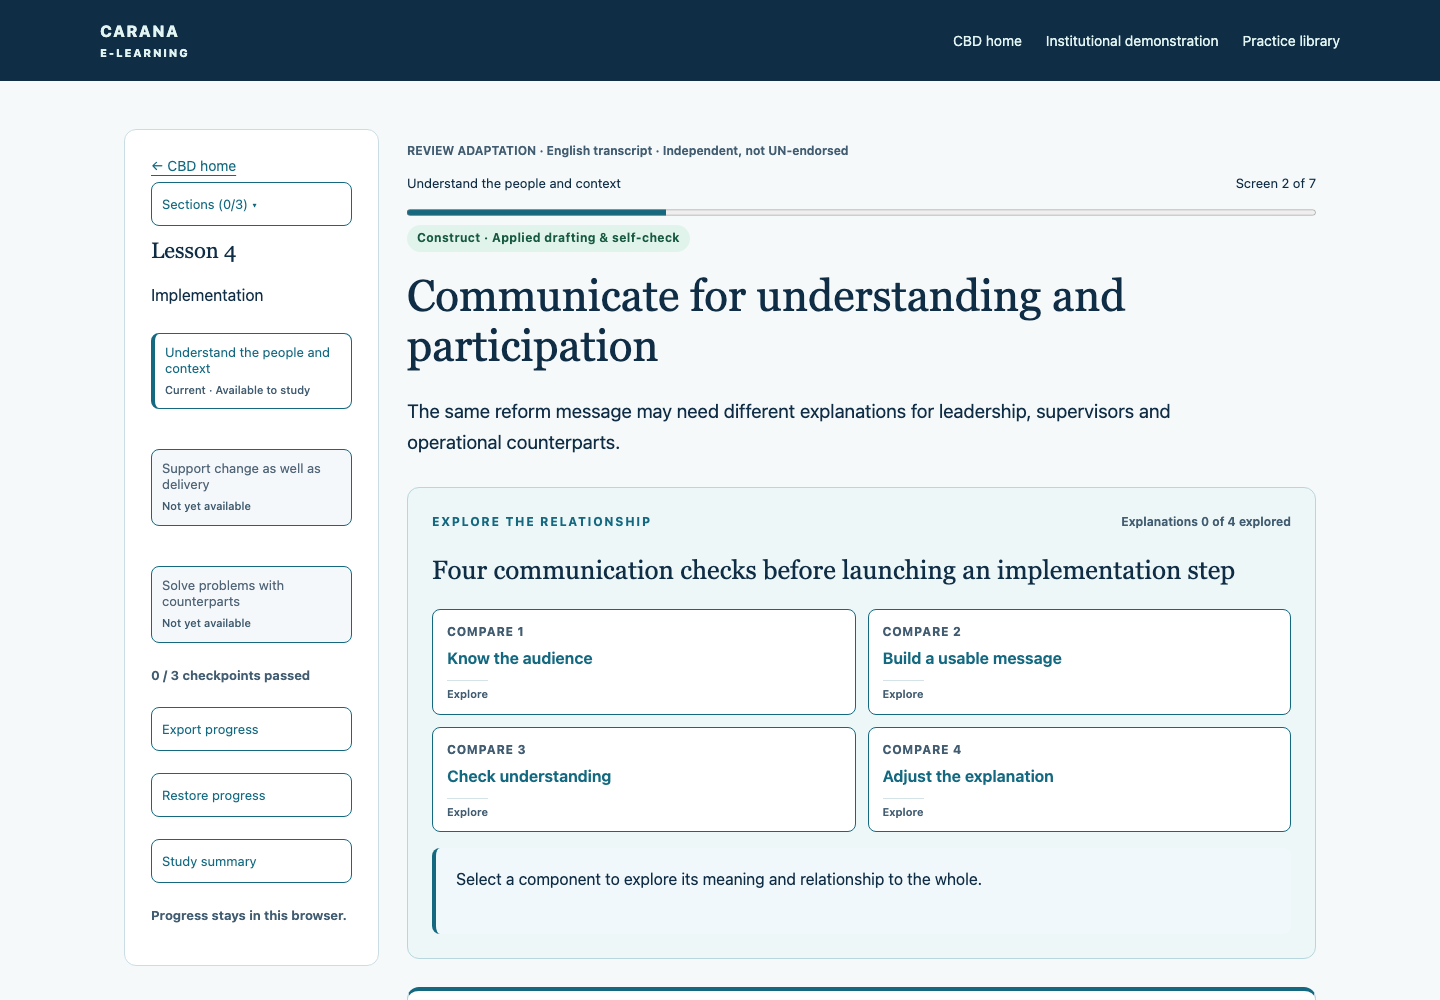 CARANA
E-LEARNING
CBD home
Institutional demonstration
Practice library
← CBD home
Sections (0/3) ▾
Lesson 4
Implementation
Understand the people and
context
Current · Available to study
Support change as well as
delivery
Not yet available
Solve problems with
counterparts
Not yet available
0 / 3 checkpoints passed
Export progress
Restore progress
Study summary
Progress stays in this browser.
REVIEW ADAPTATION · English transcript · Independent, not UN-endorsed
Understand the people and context
Screen 2 of 7
Construct · Applied drafting & self-check
Communicate for understanding and
participation
The same reform message may need different explanations for leadership, supervisors and
operational counterparts.
EXPLORE THE RELATIONSHIP
Explanations 0 of 4 explored
Four communication checks before launching an implementation step
COMPARE 1
Know the audience
Explore
COMPARE 2
Build a usable message
Explore
COMPARE 3
Check understanding
Explore
COMPARE 4
Adjust the explanation
Explore
Select a component to explore its meaning and relationship to the whole.